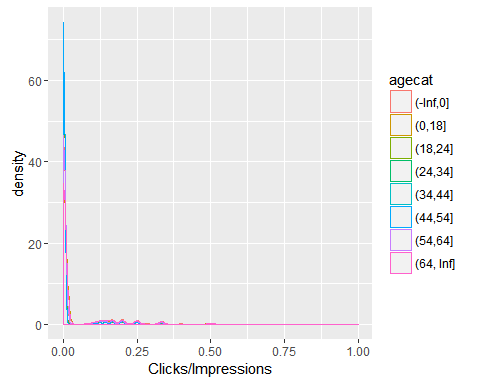 density
60
40
20
0
0.00 0.25 0.50 0.75 1.00
Clicks/Impressions
agecat
(-Inf,0]
(0,18]
(18,24]
(24,34]
(34,44]
(44,54]
(54,64]
(64, Inf]